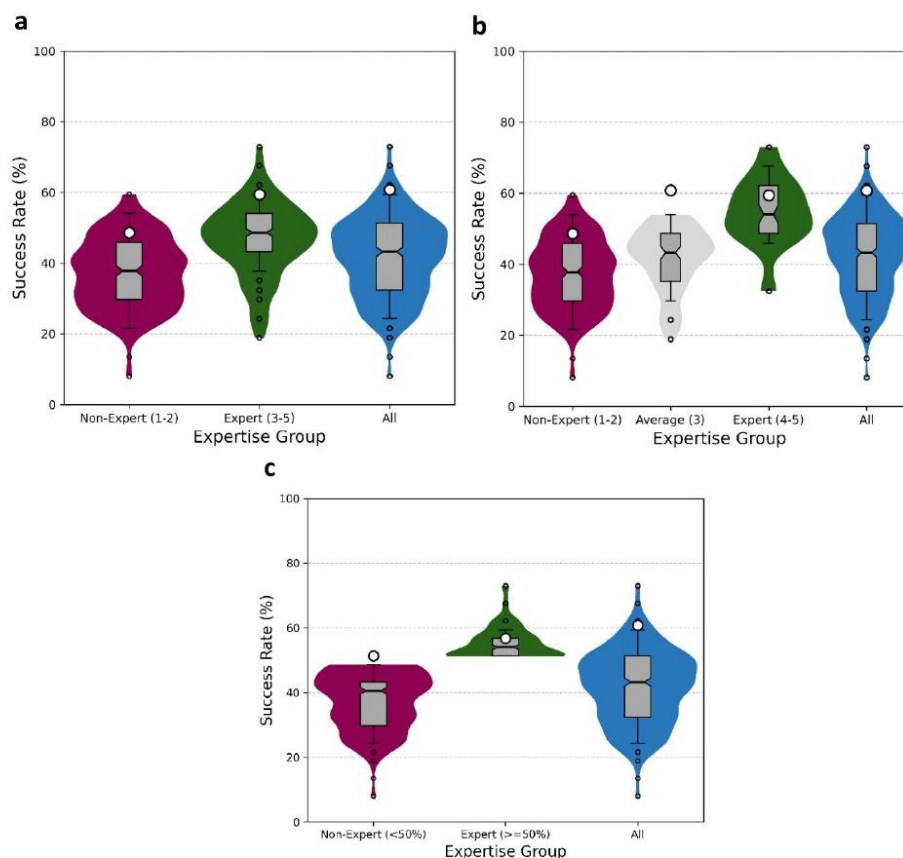 a
100
80
60
40
20
0
Success Rate (%)
Non-Expert (1-2) Expert (3-5) All
Expertise Group
b
100
80
60
40
20
0
Success Rate (%)
Non-Expert (1-2) Average (3) Expert (4-5) All
Expertise Group
c
100
80
60
40
20
0
Success Rate (%)
Non-Expert (<50%) Expert (>=50%) All
Expertise Group